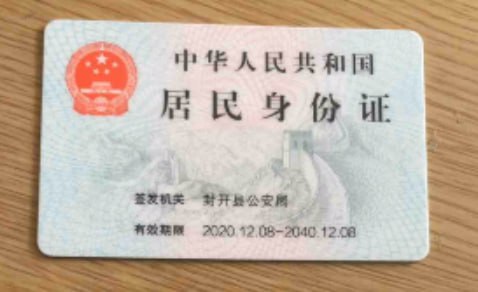 中华人民共和国
居民身份证
签发机关 封开县公安局
有效期限 2020.12.08-2040.12.08